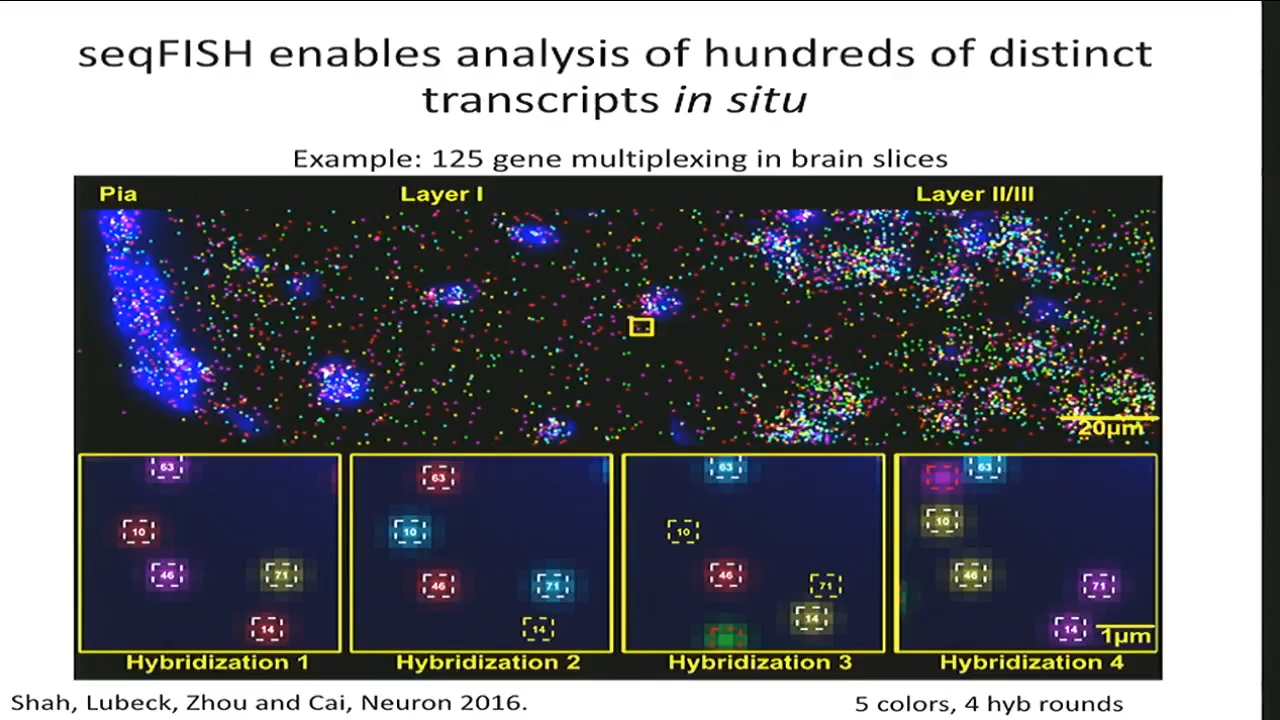 seqFISH enables analysis of hundreds of distinct
transcripts in situ
Example: 125 gene multiplexing in brain slices
Pia Layer I Layer II/III
20µm
63 63 63 63
10 10 10 10
46 71 46 71 46 71 46 71
14 14 14 14 1µm
Hybridization 1 Hybridization 2 Hybridization 3 Hybridization 4
Shah, Lubeck, Zhou and Cai, Neuron 2016. 5 colors, 4 hyb rounds